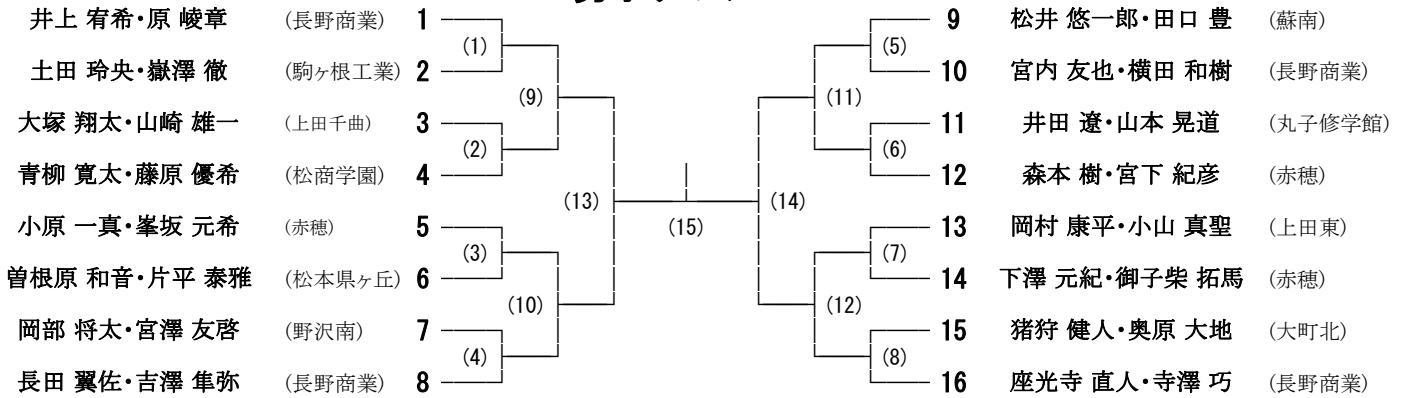 井上 宥希・原 崚章 (長野商業) 1
(1)
土田 玲央・嶽澤 徹 (駒ヶ根工業) 2
(9)
大塚 翔太・山崎 雄一 (上田千曲) 3
(2)
青柳 寛太・藤原 優希 (松商学園) 4
(13)
小原 一真・峯坂 元希 (赤穂) 5
(3)
曽根原 和音・片平 泰雅 (松本県ヶ丘) 6
(10)
岡部 将太・宮澤 友啓 (野沢南) 7
(4)
長田 翼佐・吉澤 隼弥 (長野商業) 8
(15)
9 松井 悠一郎・田口 豊 (蘇南)
(5)
10 宮内 友也・横田 和樹 (長野商業)
(11)
11 井田 遼・山本 晃道 (丸子修学館)
(6)
12 森本 樹・宮下 紀彦 (赤穂)
(14)
13 岡村 康平・小山 真聖 (上田東)
(7)
14 下澤 元紀・御子柴 拓馬 (赤穂)
(12)
15 猪狩 健人・奥原 大地 (大町北)
(8)
16 座光寺 直人・寺澤 巧 (長野商業)